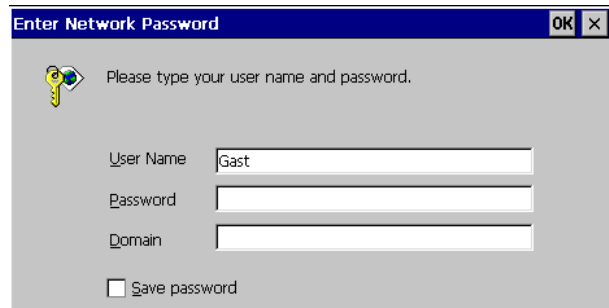 Enter Network Password OK ×
Please type your user name and password.
User Name Gast
Password
Domain
Save password